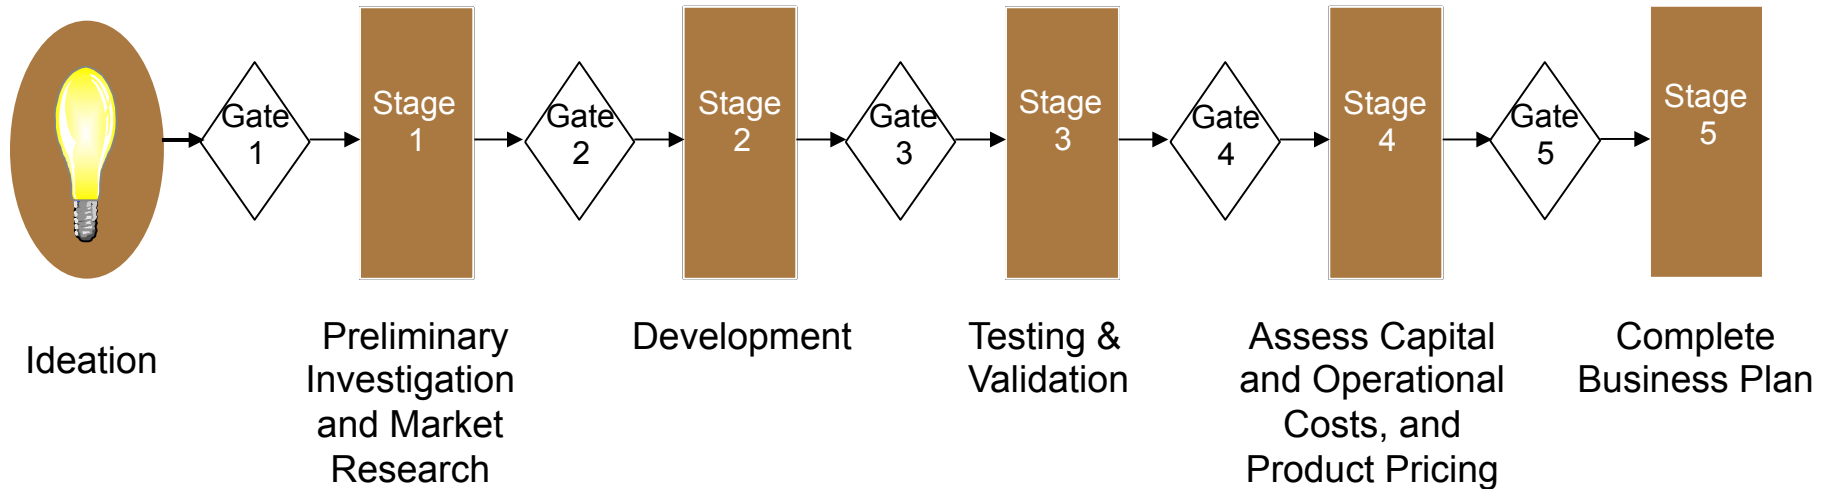 Gate
1
Stage
1
Gate
2
Stage
2
Gate
3
Stage
3
Gate
4
Stage
4
Gate
5
Stage
5
Ideation
Preliminary
Investigation
and Market
Research
Development
Testing &
Validation
Assess Capital
and Operational
Costs, and
Product Pricing
Complete
Business Plan